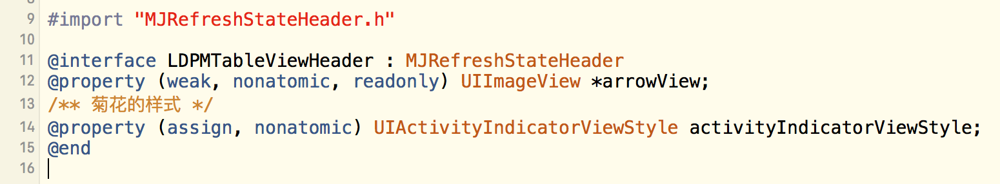 9 #import "MJRefreshStateHeader.h"
10
11 @interface LDPMTableViewHeader : MJRefreshStateHeader
12 @property (weak, nonatomic, readonly) UIImageView *arrowView;
13 /** 菊花的样式 */
14 @property (assign, nonatomic) UIActivityIndicatorViewStyle activityIndicatorViewStyle;
15 @end
16